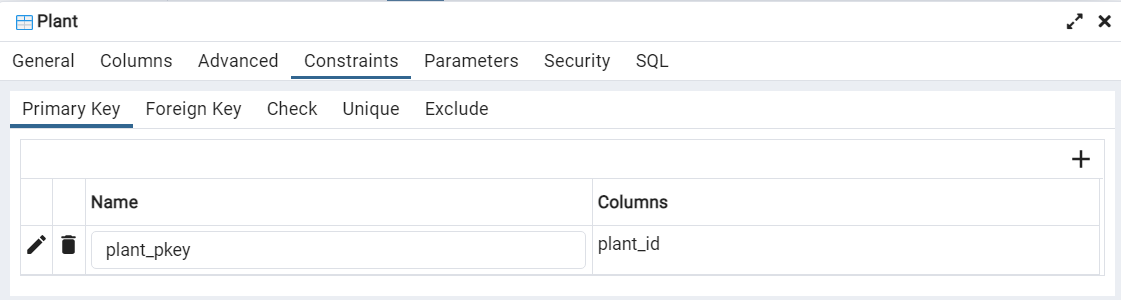 Plant
General Columns Advanced Constraints Parameters Security SQL
Primary Key Foreign Key Check Unique Exclude
Name Columns
plant_pkey plant_id